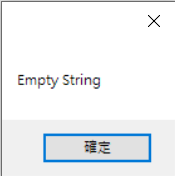 Empty String
確定